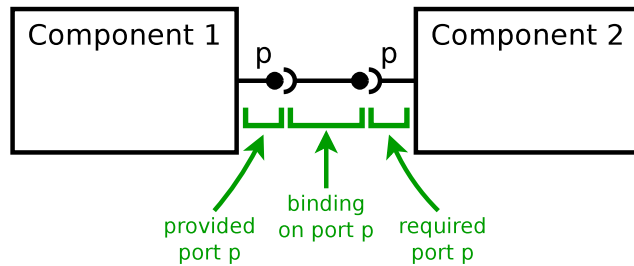 Component 1
p
p
Component 2
provided
port p
binding
on port p
required
port p